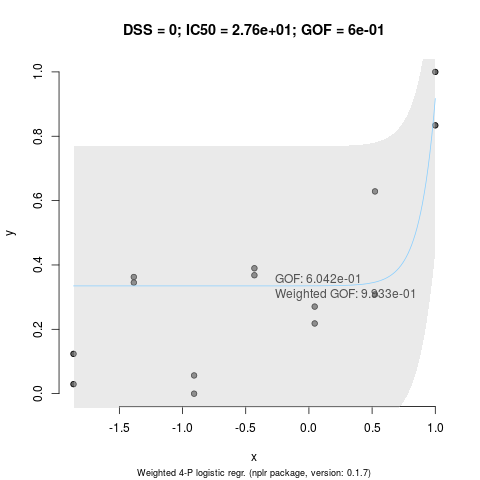 DSS = 0; IC50 = 2.76e+01; GOF = 6e-01
1.0
0.8
0.6
0.4
0.2
0.0
y
GOF: 6.042e-01
Weighted GOF: 9.933e-01
-1.5 -1.0 -0.5 0.0 0.5 1.0
x
Weighted 4-P logistic regr. (nplr package, version: 0.1.7)